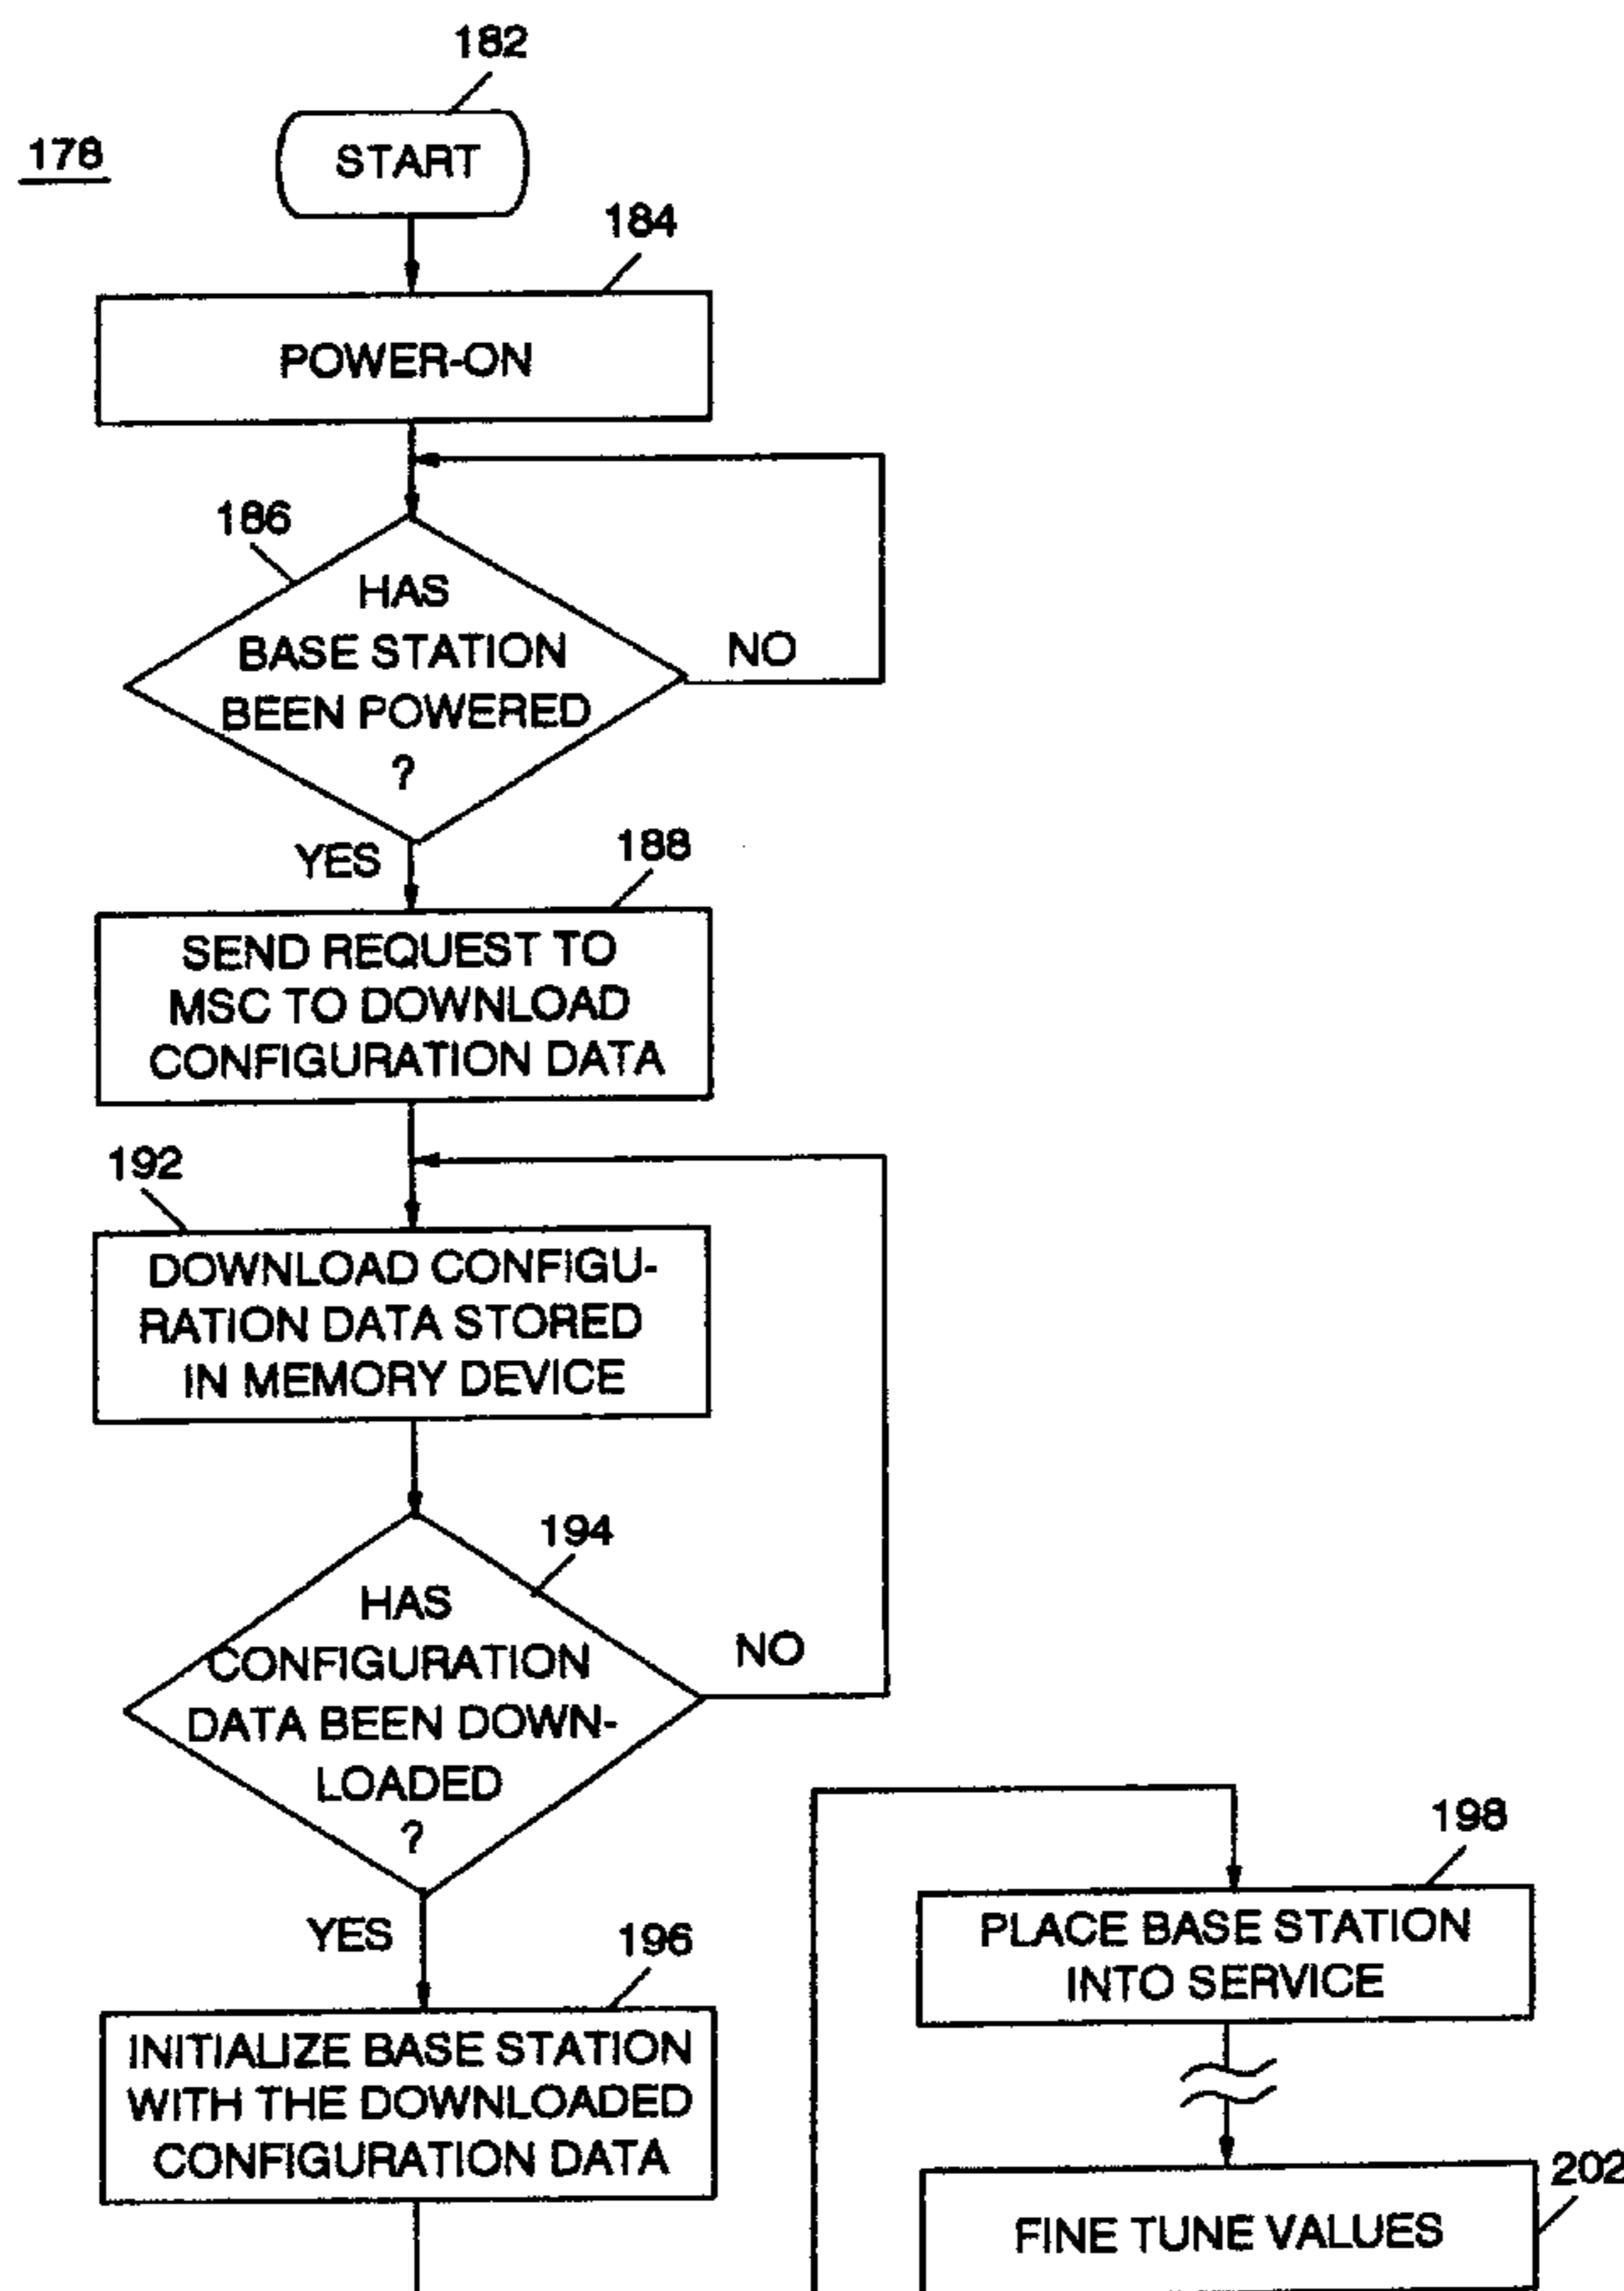 182
178
START
184
POWER-ON
186
HAS
BASE STATION
BEEN POWERED
?
NO
YES
188
SEND REQUEST TO
MSC TO DOWNLOAD
CONFIGURATION DATA
192
DOWNLOAD CONFIGU-
RATION DATA STORED
IN MEMORY DEVICE
194
HAS
CONFIGURATION
DATA BEEN DOWN-
LOADED
?
NO
YES
196
INITIALIZE BASE STATION
WITH THE DOWNLOADED
CONFIGURATION DATA
198
PLACE BASE STATION
INTO SERVICE
202
FINE TUNE VALUES